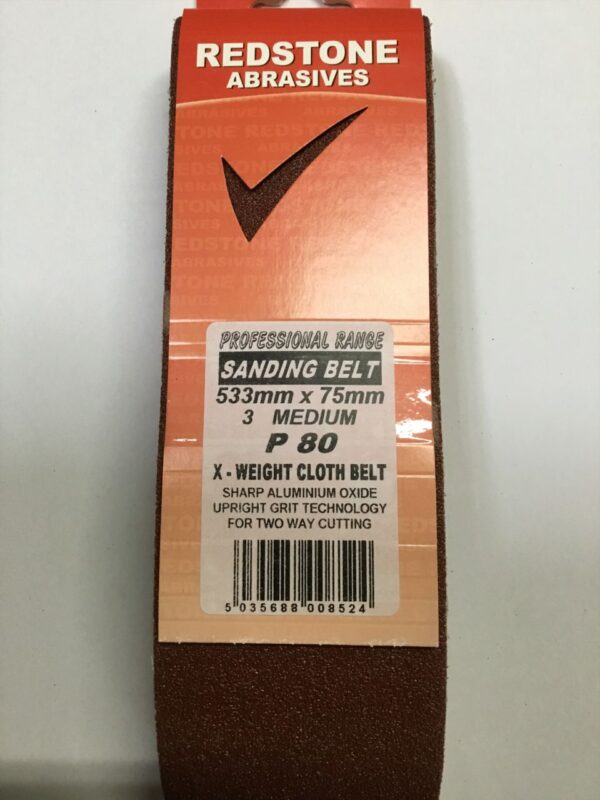 REDSTONE
ABRASIVES
PROFESSIONAL RANGE
SANDING BELT
533mm x 75mm
3 MEDIUM
P 80
X - WEIGHT CLOTH BELT
SHARP ALUMINIUM OXIDE
UPRIGHT GRIT TECHNOLOGY
FOR TWO WAY CUTTING
5 035688 008524